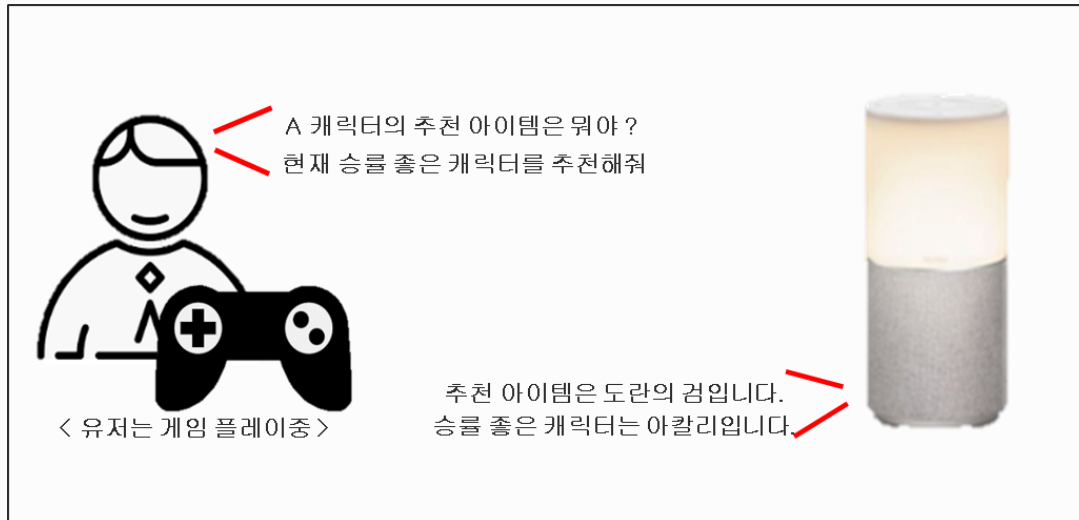 A 캐릭터의 추천 아이템은 뭐야 ?
현재 승률 좋은 캐릭터를 추천해줘
추천 아이템은 도란의 검입니다.
승률 좋은 캐릭터는 아칼리입니다.
< 유저는 게임 플레이중 >